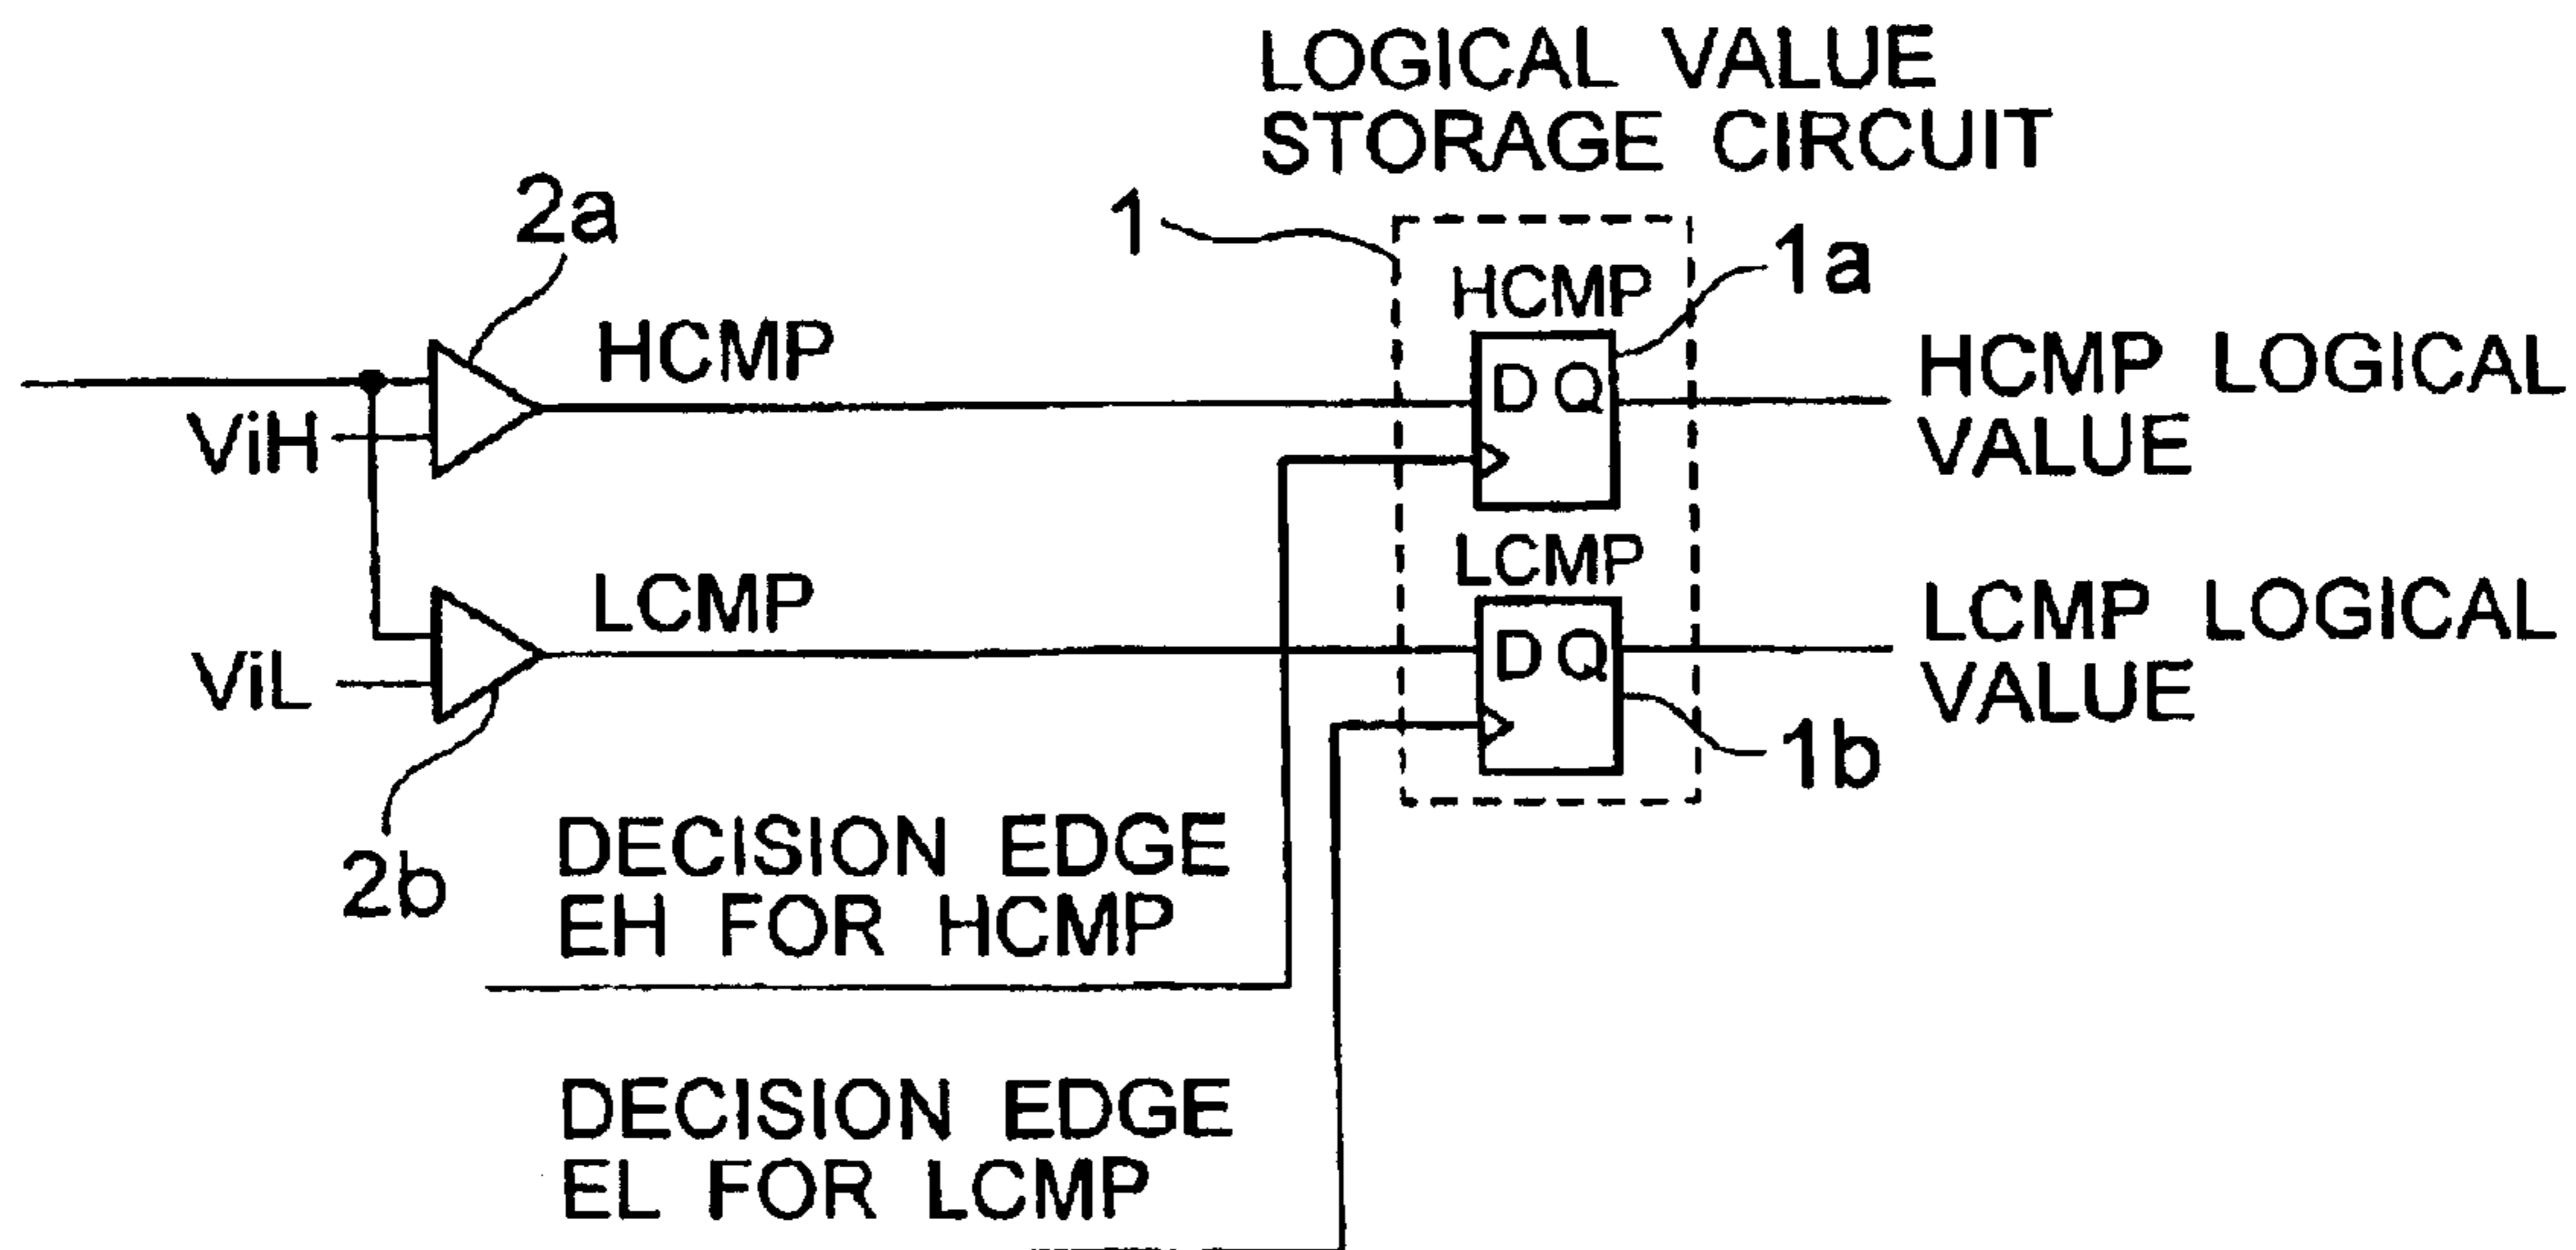 LOGICAL VALUE
STORAGE CIRCUIT
2a
1
HCMP
1a
HCMP
D Q
HCMP LOGICAL
VALUE
ViH
LCMP
LCMP
D Q
LCMP LOGICAL
VALUE
ViL
1b
2b
DECISION EDGE
EH FOR HCMP
DECISION EDGE
EL FOR LCMP